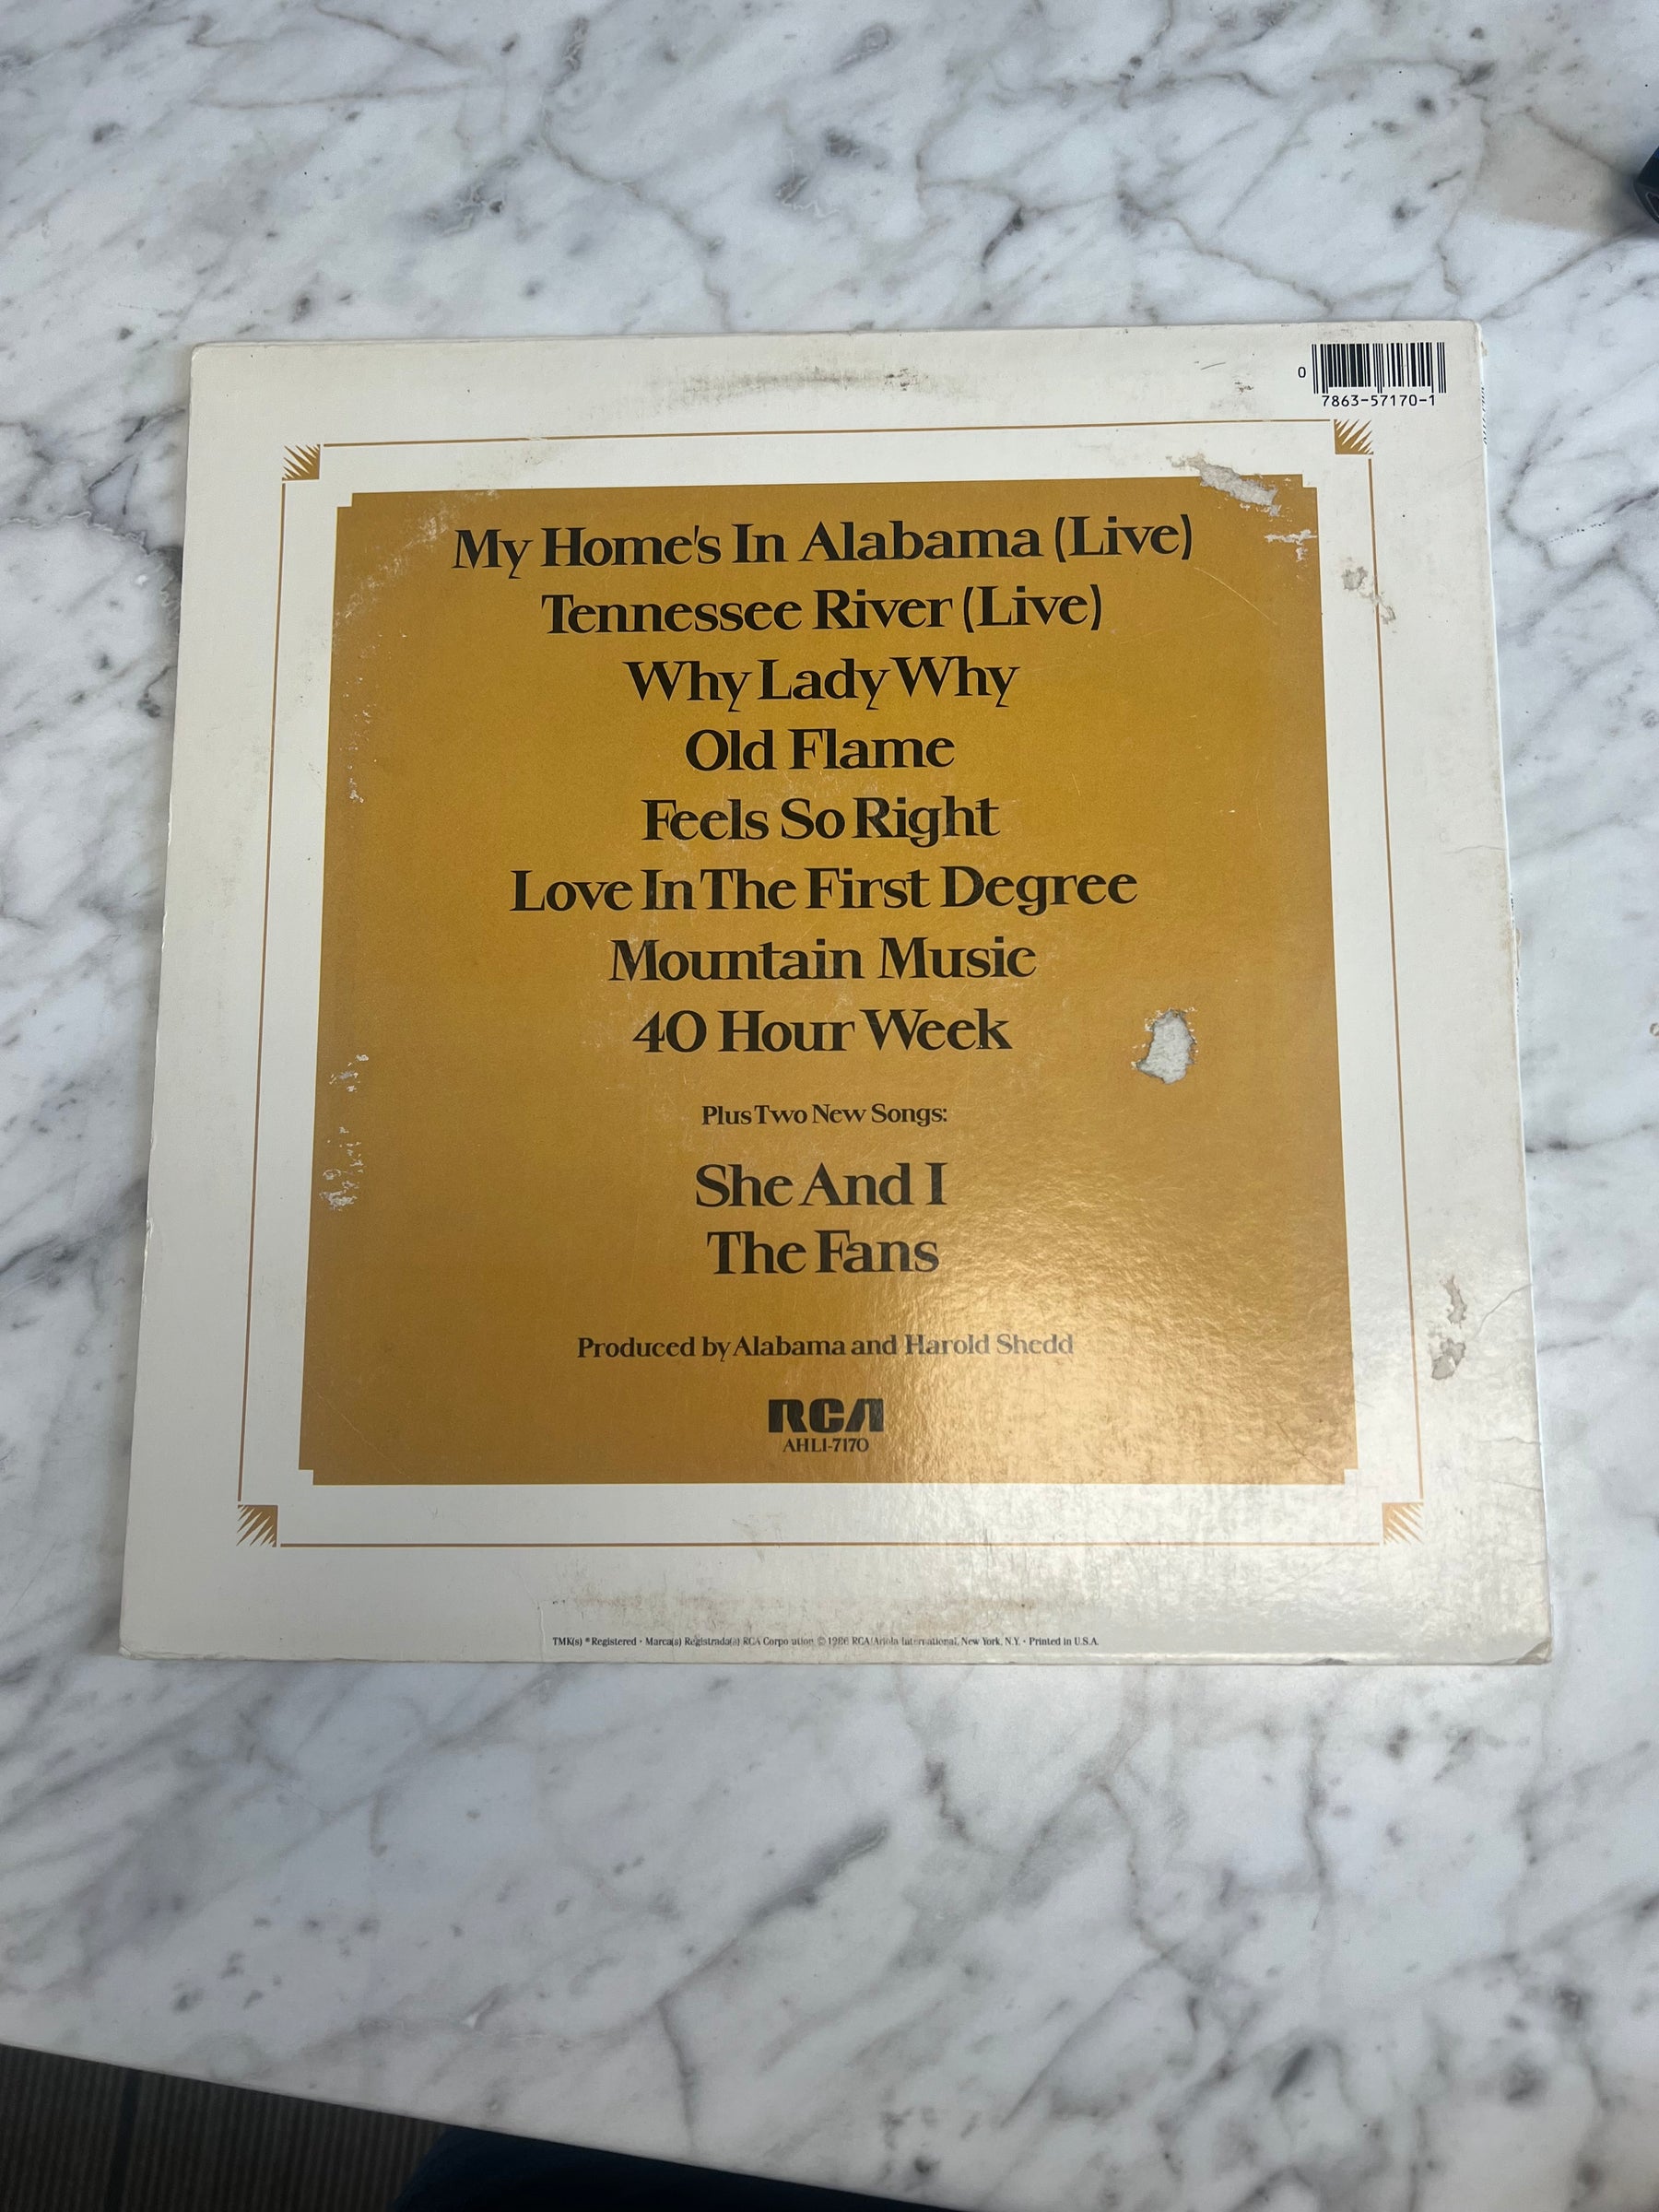 0
7863-57170-1
My Home's In Alabama (Live)
Tennessee River (Live)
Why Lady Why
Old Flame
Feels So Right
Love In The First Degree
Mountain Music
40 Hour Week
Plus Two New Songs:
She And I
The Fans
Produced by Alabama and Harold Shedd
RCA
AHL1-7170
TMK(s) ® Registered • Marca(s) Registrada(s) RCA Corporation © 1986 RCA/Ariola International, New York, N.Y. • Printed in U.S.A.